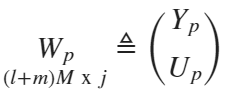 W_p ≜ ( Y_p
U_p )
(l+m)M x j